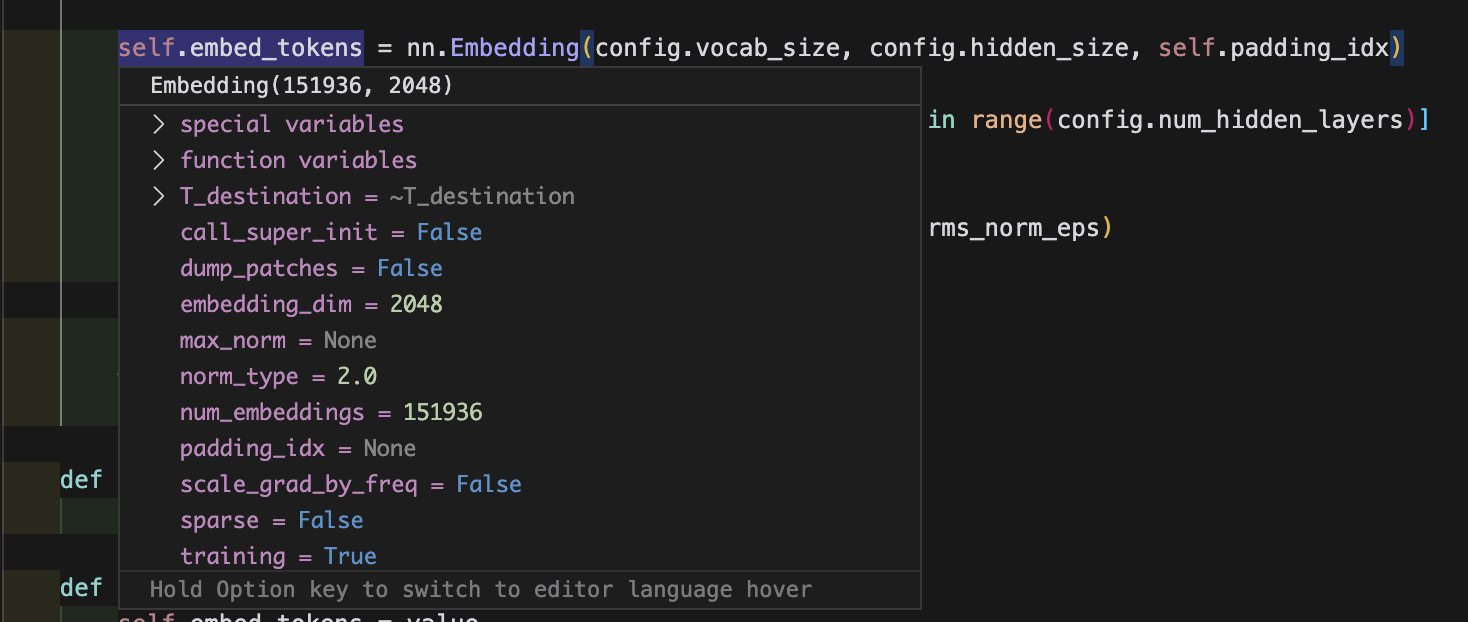 self.embed_tokens = nn.Embedding(config.vocab_size, config.hidden_size, self.padding_idx)
Embedding(151936, 2048)
special variables
in range(config.num_hidden_layers)]
function variables
T_destination = ~T_destination
call_super_init = False
rms_norm_eps)
dump_patches = False
embedding_dim = 2048
max_norm = None
norm_type = 2.0
num_embeddings = 151936
padding_idx = None
def
scale_grad_by_freq = False
sparse = False
training = True
def
Hold Option key to switch to editor language hover
self.embed_tokens = value